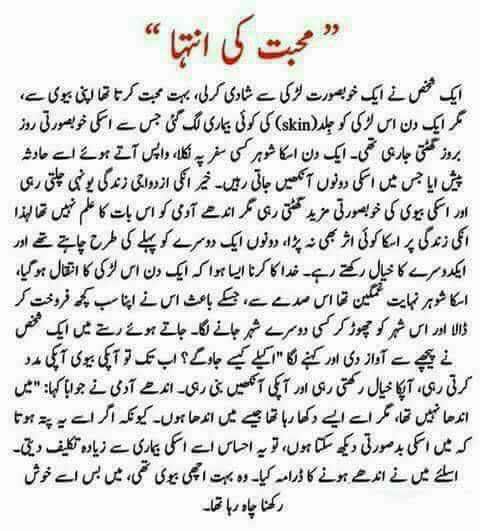 ”محبت کی انتہا“
ایک شخص نے ایک خوبصورت لڑکی سے شادی کرلی، بہت محبت کرتا تھا اپنی بیوی سے،
مگر ایک دن اس لڑکی کو جلد(skin) کی کوئی بیماری لگ گئی جس سے اسکی خوبصورتی روز
بروز گھٹتی جارہی تھی۔ ایک دن اسکا شوہر کسی سفر پہ نکلا، واپس آتے ہوئے اسے حادثہ
پیش ایا جس میں اسکی دونوں آنکھیں جاتی رہیں۔ خیر انکی ازدواجی زندگی یونہی چلتی رہی
اور اسکی بیوی کی خوبصورتی مزید گھٹتی رہی مگر اندھے آدمی کو اس بات کا علم نہیں تھا لہذا
انکی زندگی پر اسکا کوئی اثر بھی نہ پڑا، دونوں ایک دوسرے کو پہلے کی طرح چاہتے تھے اور
ایکدوسرے کا خیال رکھتے رہے۔ خدا کا کرنا ایسا ہوا کہ ایک دن اس لڑکی کا انتقال ہوگیا،
اسکا شوہر نہایت غمگین تھا اس صدمے سے، جسکے باعث اس نے اپنا سب کچھ فروخت کر
ڈالا اور اس شہر کو چھوڑ کر کسی دوسرے شہر جانے لگا۔ جاتے ہوئے رستے میں ایک شخص
نے پیچھے سے آواز دی اور کہنے لگا "اکیلے کیسے جاوگے؟ اب تک تو آپکی بیوی آپکی مدد
کرتی رہی، آپکا خیال رکھتی رہی اور آپکی آنکھیں بنی رہی۔ اندھے آدمی نے جوابا کہا: "میں
اندھا نہیں تھا، مگر اسے ایسے دکھا رہا تھا جیسے میں اندھا ہوں۔ کیونکہ اگر اسے یہ پتہ ہوتا
کہ میں اسکی بدصورتی دیکھ سکتا ہوں، تو یہ احساس اسے اسکی بیماری سے زیادہ تکلیف دیتی۔
اسلئے میں نے اندھے ہونے کا ڈرامہ کیا۔ وہ بہت اچھی بیوی تھی، میں بس اسے خوش
رکھنا چاہ رہا تھا۔